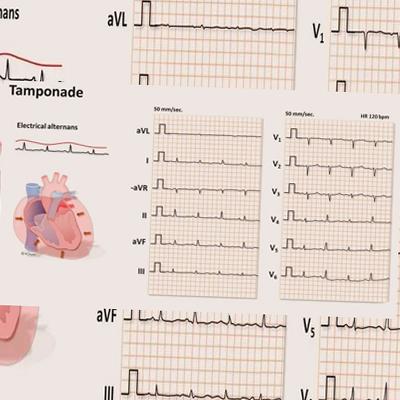 nans
aVL
V1
Tamponade
Electrical alternans
50 mm/sec.
50 mm/sec.
HR 120 bpm
aVL
I
-aVR
II
aVF
III
V1
V2
V3
V4
V5
V6
aVF
V5
III